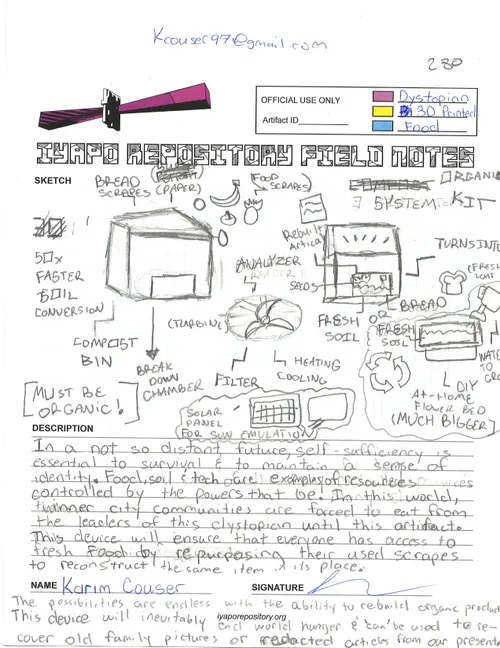 Kcouser97@gmail.com
280
OFFICIAL USE ONLY
Artifact ID
Dystopian
3D Printed
Food
IYAPO REPOSITORY FIELD NOTES
SKETCH
BREAD
SCRAPES (PAPER)
(FOOD
SCRAPES)
ORGANIC
3 SYSTEM KIT
50x
FASTER
SOIL
CONVERSION
COMPOST
BIN
[MUST BE
ORGANIC!]
BREAK
DOWN
CHAMBER
ANALYZER
(TURBINE)
FILTER
HEATING
COOLING
SOLAR
PANEL
FOR SUN EMULATION
Rebuilt
SEEDS
FRESH OR BREAD
SOIL
TURNS INTO
(FRESH
LOAF
FRESH
SOIL
WATER
TO
DIY
At-Home
Flower BED
(MUCH BIGGER)
DESCRIPTION
In a not so distant future, self-sufficiency is
essential to survival & to maintain a sense of
identity. Food, soil & tech are examples of resources
controlled by the powers that be. In this world,
inner city communities are forced to eat from
the leaders of this dystopian until this artifact.
This device will ensure that everyone has access to
fresh food by repurposing their used scrapes
to reconstruct the same item in its place.
NAME Karim Couser
SIGNATURE
The possibilities are endless with the ability to rebuild organic product
This device will inevitably end world hunger & can be used to re-
iyaporepository.org
cover old family pictures or redacted articles from our present